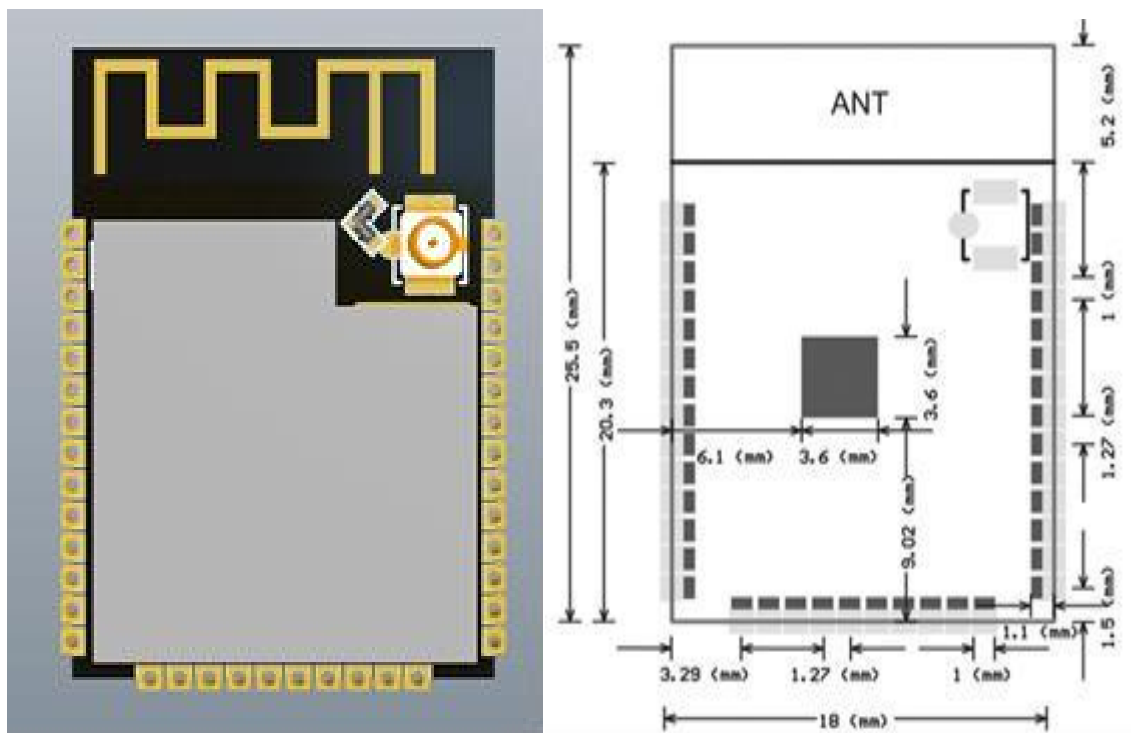 ANT
5.2 (mm)
25.5 (mm)
20.3 (mm)
1 (mm)
3.6 (mm)
6.1 (mm)
3.6 (mm)
1.27 (mm)
9.02 (mm)
1.5 (mm)
1.1 (mm)
3.29 (mm)
1.27 (mm)
1 (mm)
18 (mm)